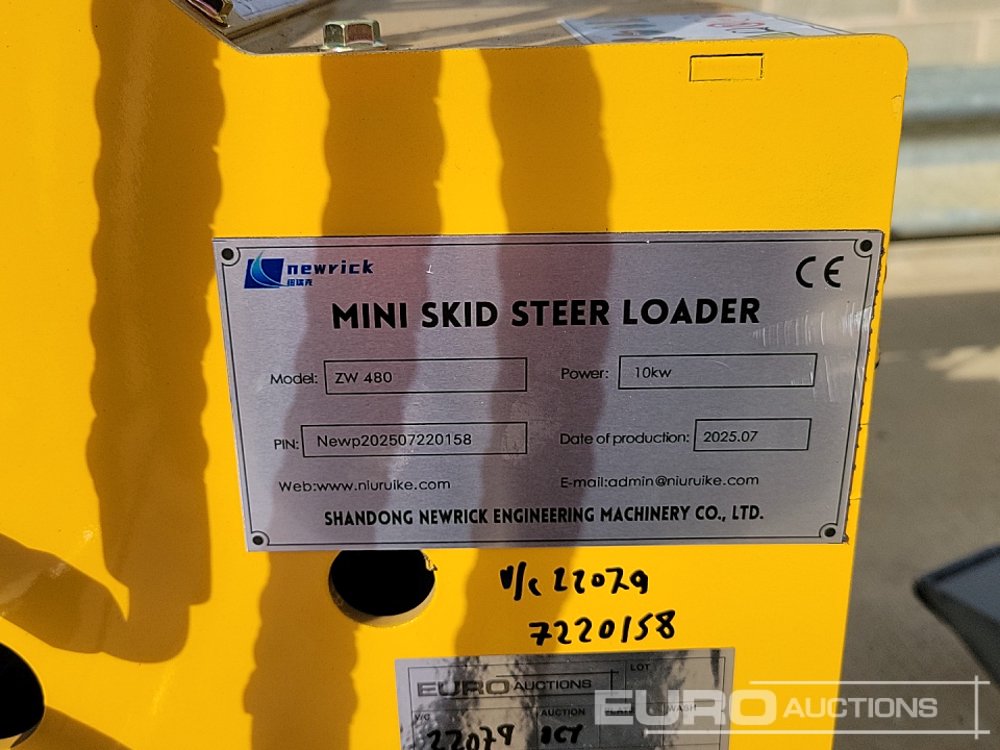 newrick
纽瑞克
CE
MINI SKID STEER LOADER
Model: ZW 480
Power: 10kw
PIN: Newp202507220158
Date of production: 2025.07
Web:www.niuruike.com
E-mail:admin@niuruike.com
SHANDONG NEWRICK ENGINEERING MACHINERY CO., LTD.
V/C 22079
7220158
LOT
EURO AUCTIONS
V/C
AUCTION
WASH
22079
EURO AUCTIONS